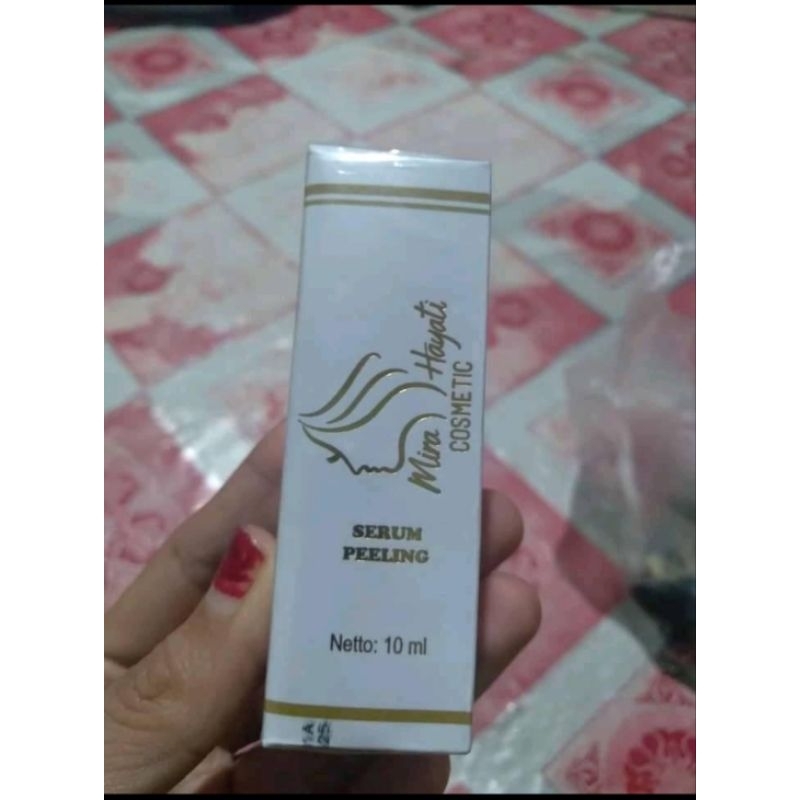 Mira Hayati
COSMETIC
SERUM
PEELING
Netto: 10 ml